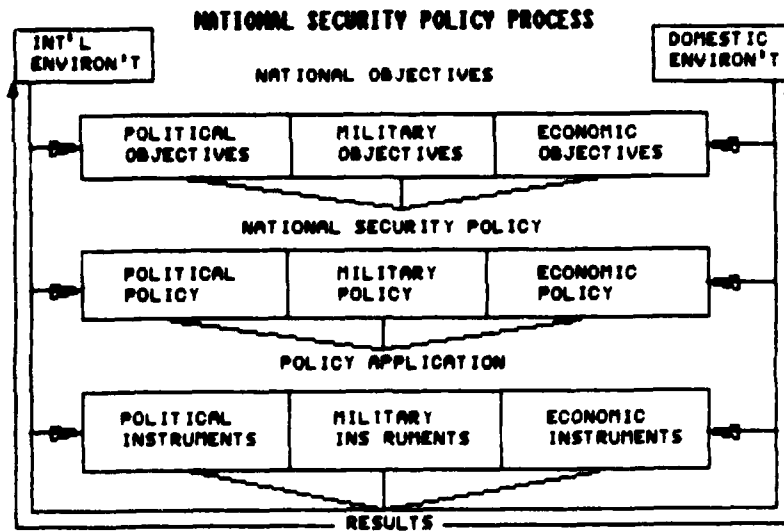 NATIONAL SECURITY POLICY PROCESS
INT'L
ENVIRON'T
DOMESTIC
ENVIRON'T
NATIONAL OBJECTIVES
POLITICAL
OBJECTIVES
MILITARY
OBJECTIVES
ECONOMIC
OBJECTIVES
NATIONAL SECURITY POLICY
POLITICAL
POLICY
MILITARY
POLICY
ECONOMIC
POLICY
POLICY APPLICATION
POLITICAL
INSTRUMENTS
MILITARY
INS RUMENTS
ECONOMIC
INSTRUMENTS
RESULTS